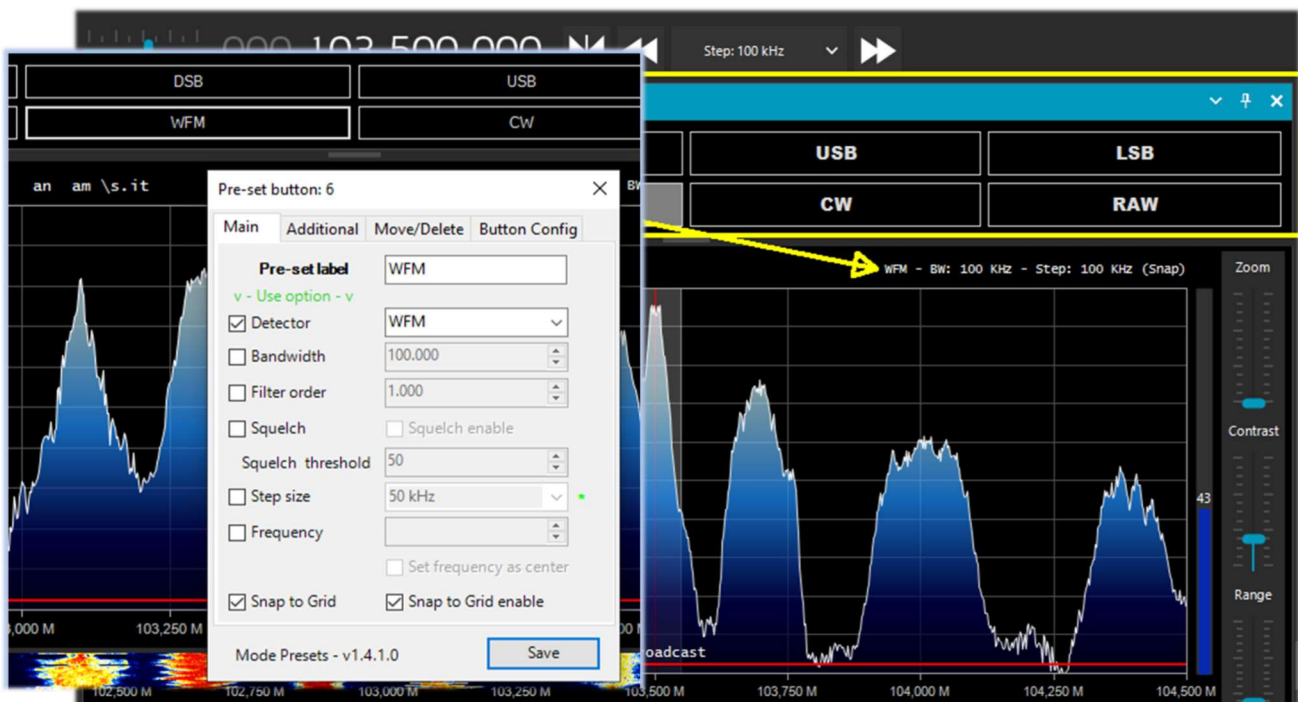 000.103.500.000
Step: 100 kHz
DSB
USB
WFM
CW
USB
LSB
CW
RAW
an am \s.it
WFM - BW: 100 KHz - Step: 100 KHz (Snap)
Zoom
Contrast
43
Range
Pre-set button: 6
Main
Additional
Move/Delete
Button Config
Pre-set label
WFM
v - Use option - v
Detector
WFM
Bandwidth
100.000
Filter order
1.000
Squelch
Squelch enable
Squelch threshold
50
Step size
50 kHz
Frequency
Set frequency as center
Snap to Grid
Snap to Grid enable
Mode Presets - v1.4.1.0
Save
,000 M
103,250 M
oadcast
102,500 M
102,750 M
103,000 M
103,250 M
103,500 M
103,750 M
104,000 M
104,250 M
104,500 M